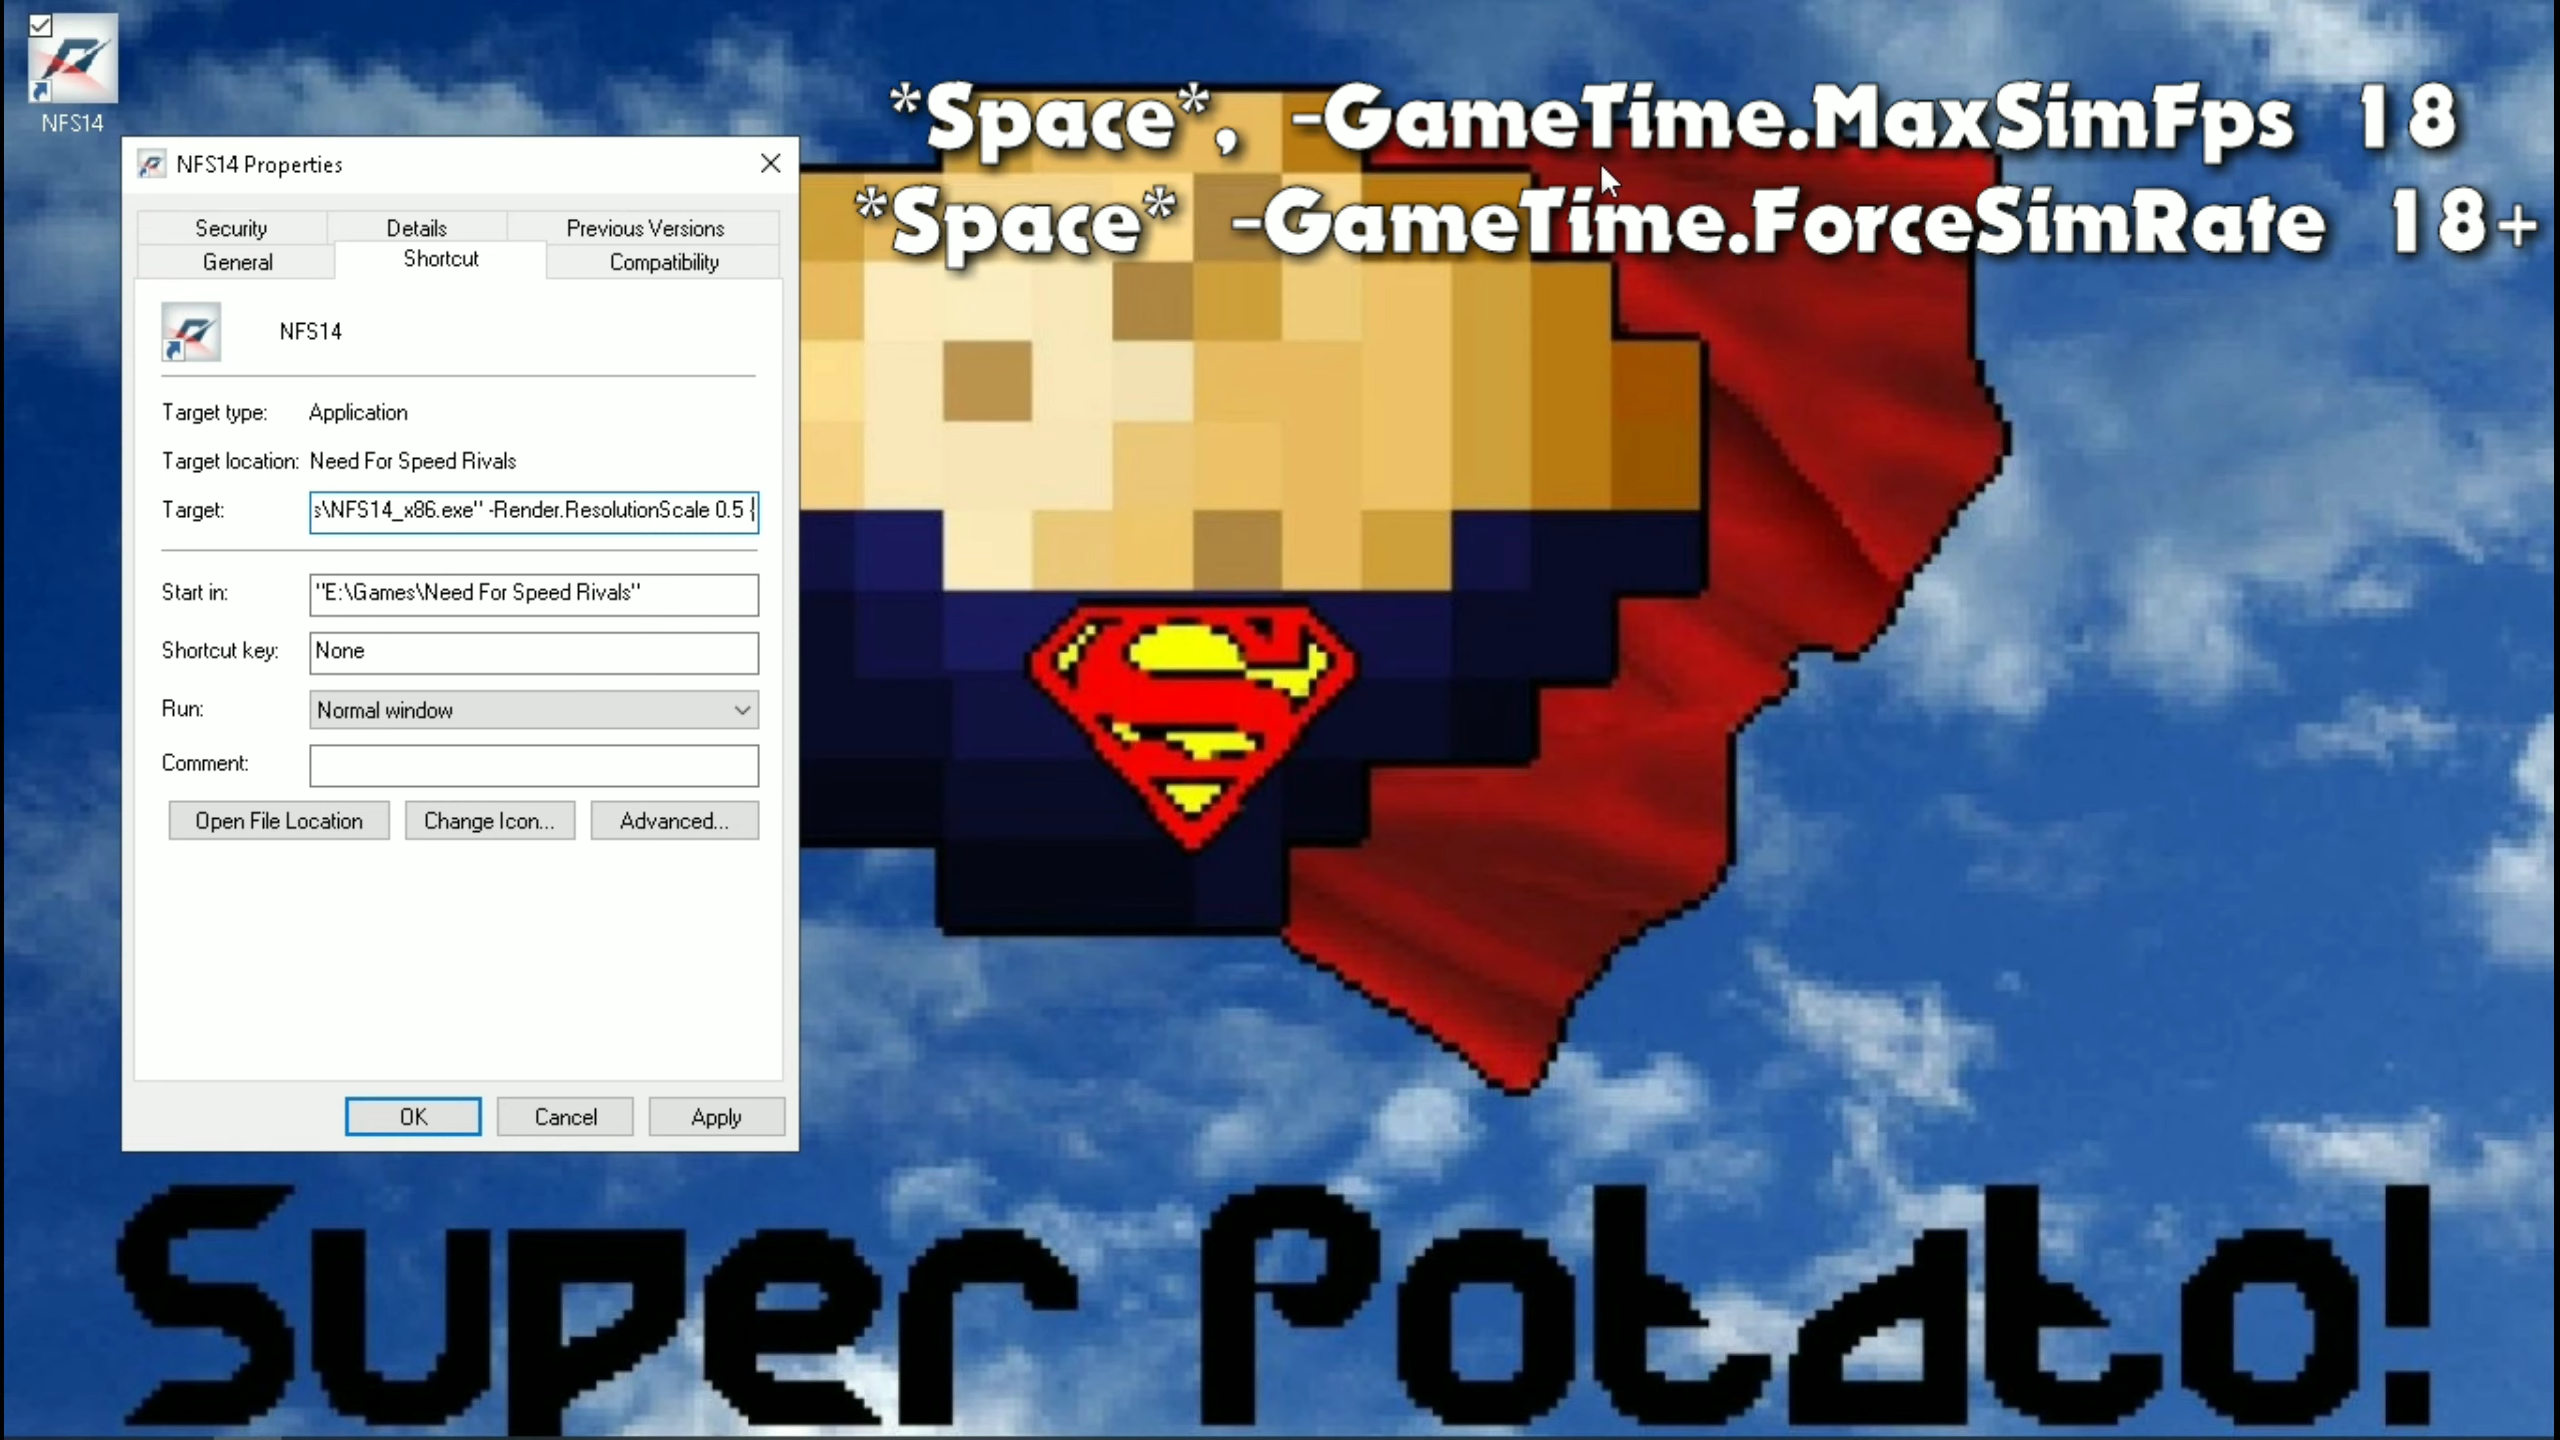 NFS14
*Space*, -GameTime.MaxSimFps 18
*Space* -GameTime.ForceSimRate 18+
NFS14 Properties
Security Details Previous Versions
General Shortcut Compatibility
NFS14
Target type: Application
Target location: Need For Speed Rivals
Target: s\NFS14_x86.exe" -Render.ResolutionScale 0.5 {
Start in: "E:\Games\Need For Speed Rivals"
Shortcut key: None
Run: Normal window
Comment:
Open File Location Change Icon... Advanced...
OK Cancel Apply
Super Potato!